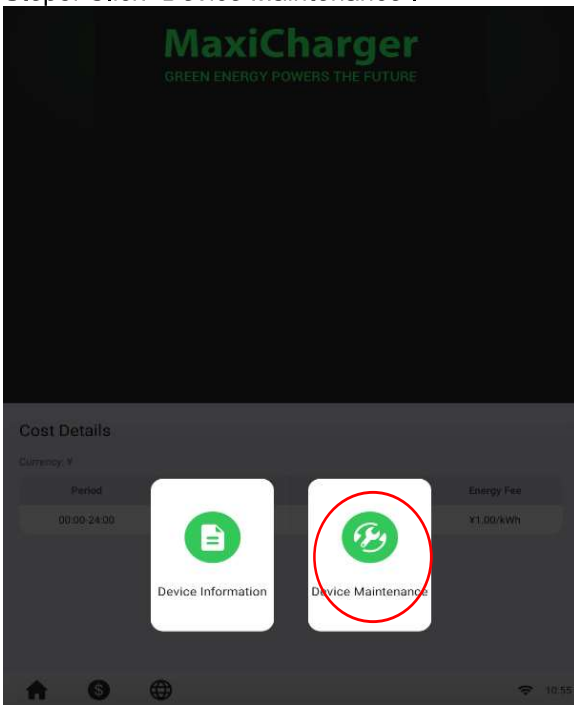 MaxiCharger
GREEN ENERGY POWERS THE FUTURE
Cost Details
Currency: ¥
Period Energy Fee
00:00-24:00 ¥1.00/kWh
Device Information Device Maintenance
10:55